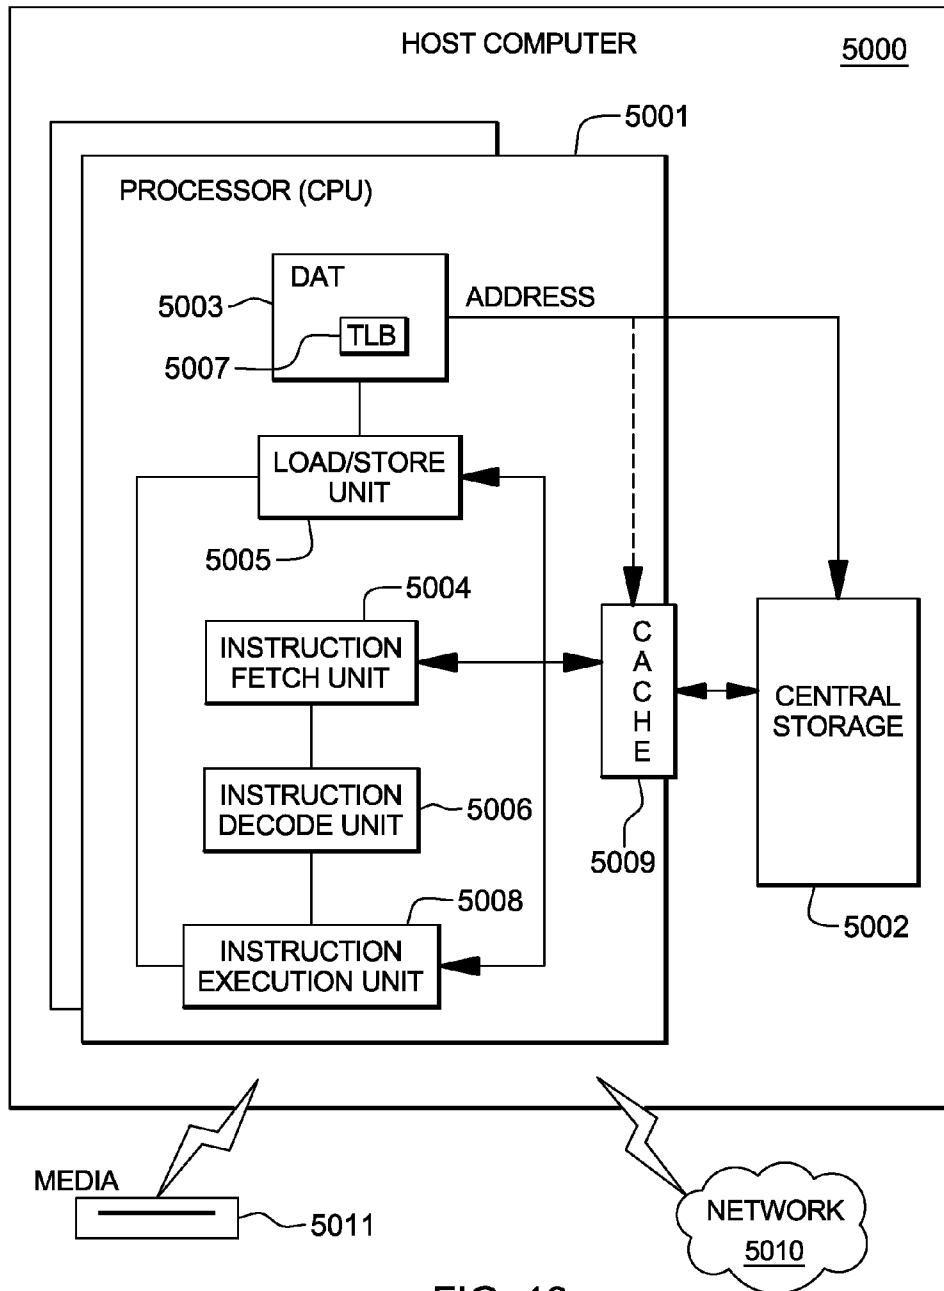 HOST COMPUTER
5000
5001
PROCESSOR (CPU)
DAT
5003
ADDRESS
TLB
5007
LOAD/STORE
UNIT
5005
5004
INSTRUCTION
FETCH UNIT
C
A
C
H
E
CENTRAL
STORAGE
INSTRUCTION
DECODE UNIT
5006
5009
5008
5002
INSTRUCTION
EXECUTION UNIT
MEDIA
5011
NETWORK
5010